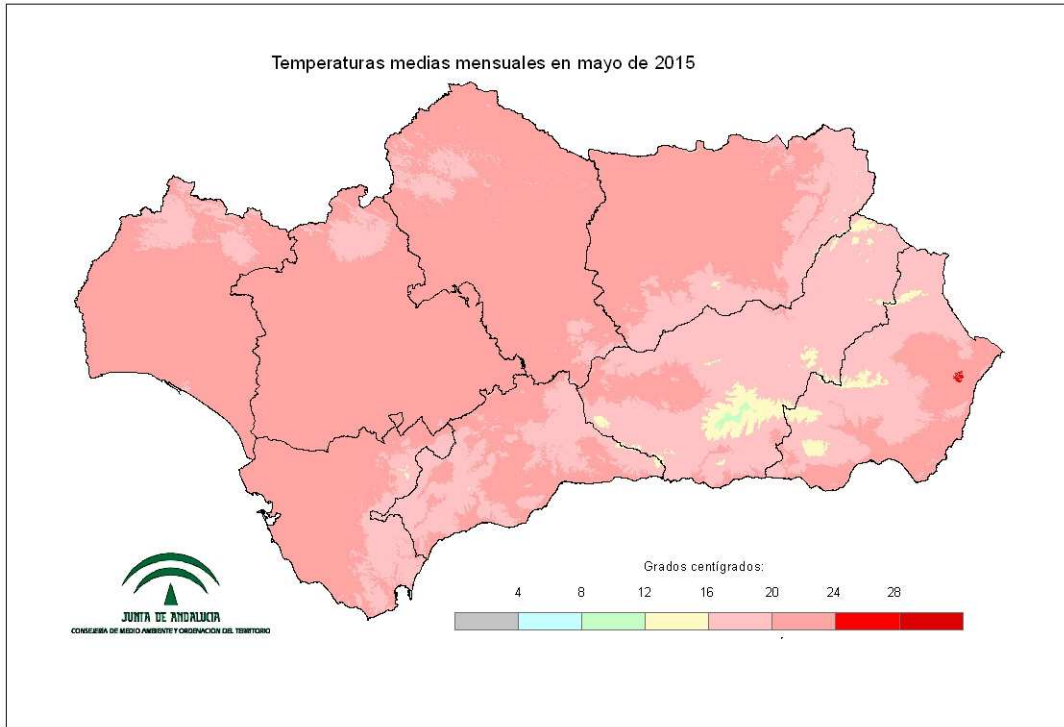 Temperaturas medias mensuales en mayo de 2015
Grados centígrados:
4 8 12 16 20 24 28
JUNTA DE ANDALUCIA
CONSEJERÍA DE MEDIO AMBIENTE Y ORDENACIÓN DEL TERRITORIO